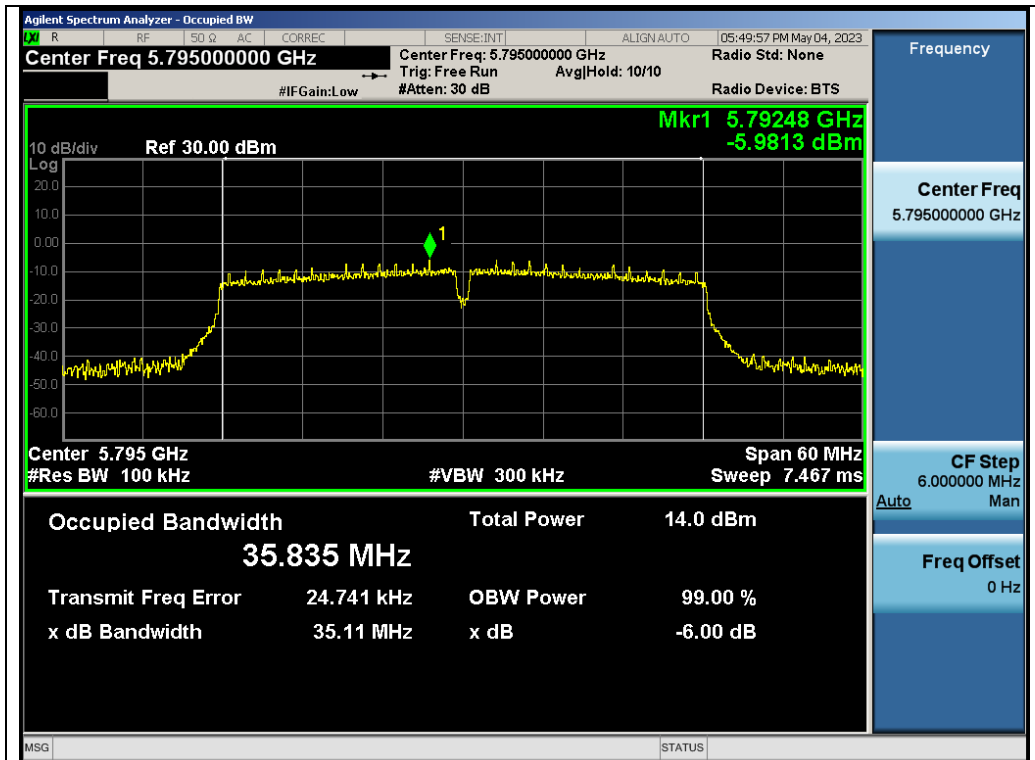 Agilent Spectrum Analyzer - Occupied BW
LXI R RF 50 Ω AC CORREC SENSE:INT ALIGN AUTO 05:49:57 PM May 04, 2023
Center Freq 5.795000000 GHz
Center Freq: 5.795000000 GHz
Radio Std: None
Trig: Free Run Avg|Hold: 10/10
#IFGain:Low
#Atten: 30 dB
Radio Device: BTS
Frequency
Mkr1 5.79248 GHz
-5.9813 dBm
10 dB/div Ref 30.00 dBm
Log
20.0
10.0
0.00
-10.0
-20.0
-30.0
-40.0
-50.0
-60.0
1
Center 5.795 GHz
Span 60 MHz
#Res BW 100 kHz
#VBW 300 kHz
Sweep 7.467 ms
Occupied Bandwidth
Total Power 14.0 dBm
35.835 MHz
Transmit Freq Error 24.741 kHz
OBW Power 99.00 %
x dB Bandwidth 35.11 MHz
x dB -6.00 dB
Center Freq
5.795000000 GHz
CF Step
6.000000 MHz
Auto Man
Freq Offset
0 Hz
MSG
STATUS